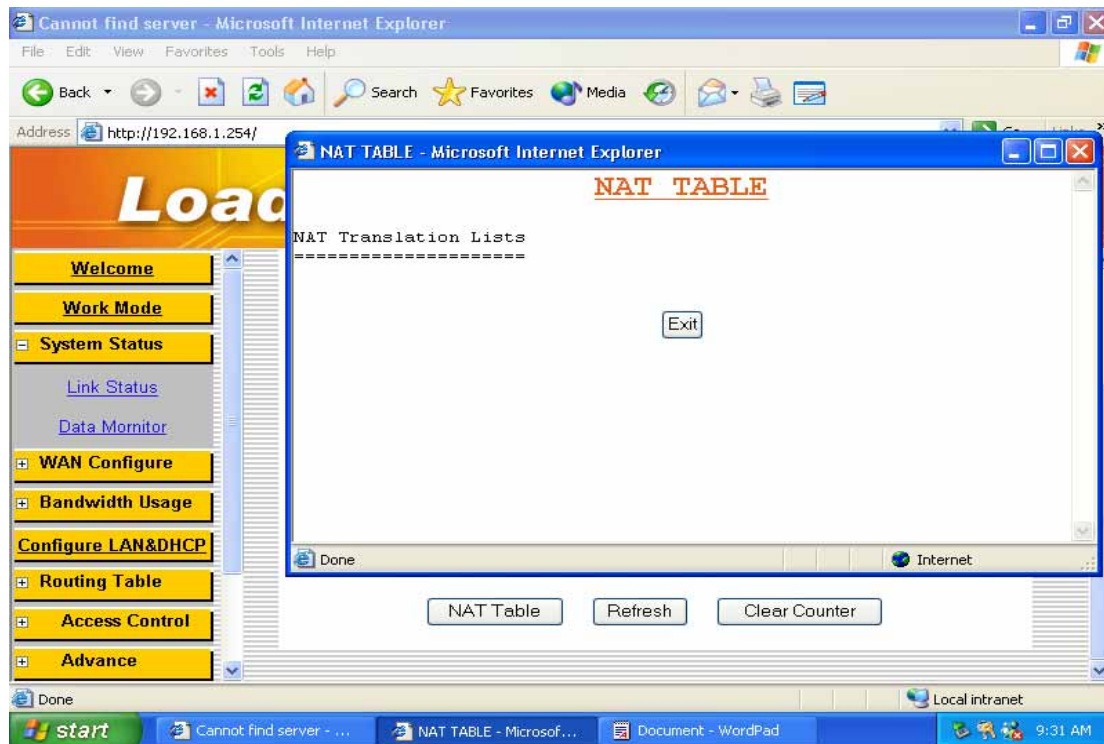 Cannot find server - Microsoft Internet Explorer
File Edit View Favorites Tools Help
Back Search Favorites Media
Address http://192.168.1.254/
NAT TABLE - Microsoft Internet Explorer
Load
NAT TABLE
NAT Translation Lists
=====================
Exit
Welcome
Work Mode
System Status
Link Status
Data Mornitor
WAN Configure
Bandwidth Usage
Configure LAN&DHCP
Routing Table
Access Control
Advance
Done Internet
NAT Table Refresh Clear Counter
Done Local intranet
start Cannot find server - ... NAT TABLE - Microsof... Document - WordPad 9:31 AM